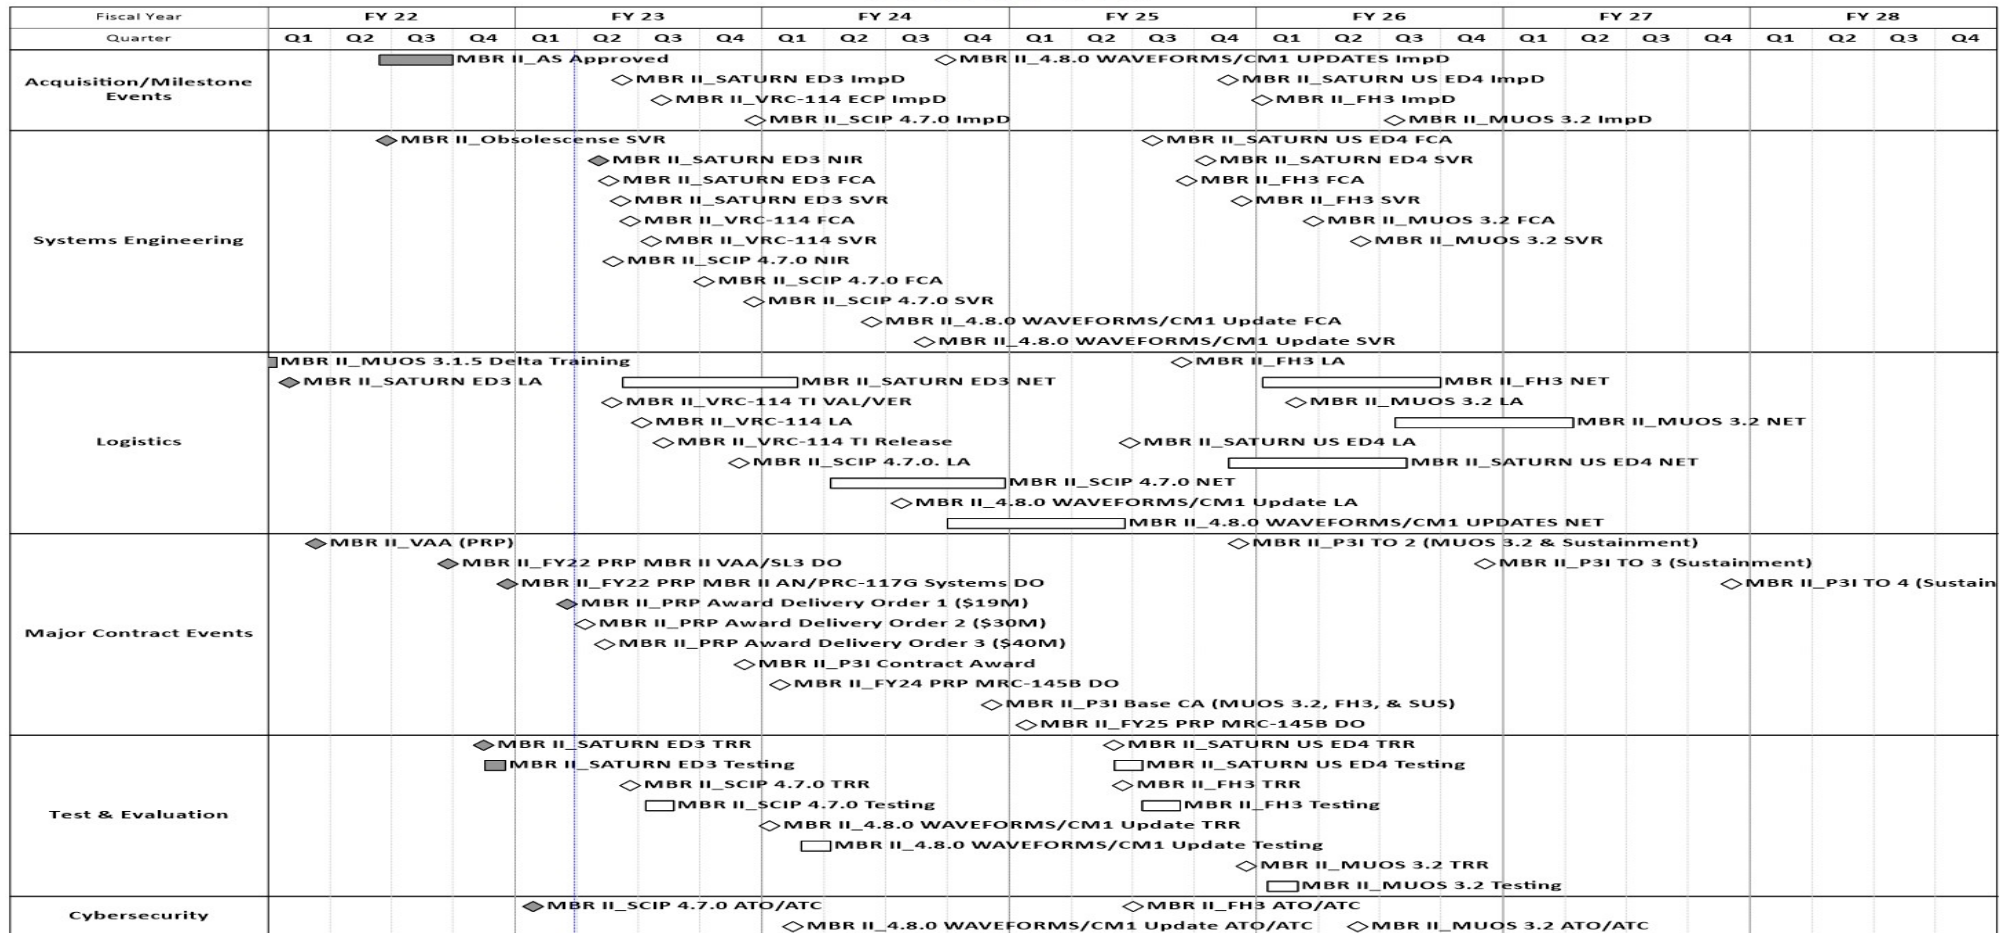 Fiscal Year FY 22 FY 23 FY 24 FY 25 FY 26 FY 27 FY 28
Quarter Q1 Q2 Q3 Q4 Q1 Q2 Q3 Q4 Q1 Q2 Q3 Q4 Q1 Q2 Q3 Q4 Q1 Q2 Q3 Q4 Q1 Q2 Q3 Q4 Q1 Q2 Q3 Q4
Acquisition/Milestone
Events
MBR II_AS Approved MBR II_4.8.0 WAVEFORMS/CM1 UPDATES ImpD
MBR II_SATURN ED3 ImpD MBR II_SATURN US ED4 ImpD
MBR II_VRC-114 ECP ImpD MBR II_FH3 ImpD
MBR II_SCIP 4.7.0 ImpD MBR II_MUOS 3.2 ImpD
Systems Engineering
MBR II_Obsolescense SVR MBR II_SATURN US ED4 FCA
MBR II_SATURN ED3 NIR MBR II_SATURN ED4 SVR
MBR II_SATURN ED3 FCA MBR II_FH3 FCA
MBR II_SATURN ED3 SVR MBR II_FH3 SVR
MBR II_VRC-114 FCA MBR II_MUOS 3.2 FCA
MBR II_VRC-114 SVR MBR II_MUOS 3.2 SVR
MBR II_SCIP 4.7.0 NIR
MBR II_SCIP 4.7.0 FCA
MBR II_SCIP 4.7.0 SVR
MBR II_4.8.0 WAVEFORMS/CM1 Update FCA
MBR II_4.8.0 WAVEFORMS/CM1 Update SVR
Logistics
MBR II_MUOS 3.1.5 Delta Training MBR II_FH3 LA
MBR II_SATURN ED3 LA MBR II_SATURN ED3 NET MBR II_FH3 NET
MBR II_VRC-114 TI VAL/VER MBR II_MUOS 3.2 LA
MBR II_VRC-114 LA MBR II_MUOS 3.2 NET
MBR II_VRC-114 TI Release MBR II_SATURN US ED4 LA
MBR II_SCIP 4.7.0. LA MBR II_SATURN US ED4 NET
MBR II_SCIP 4.7.0 NET
MBR II_4.8.0 WAVEFORMS/CM1 Update LA
MBR II_4.8.0 WAVEFORMS/CM1 UPDATES NET
Major Contract Events
MBR II_VAA (PRP) MBR II_P3I TO 2 (MUOS 3.2 & Sustainment)
MBR II_FY22 PRP MBR II VAA/SL3 DO MBR II_P3I TO 3 (Sustainment)
MBR II_FY22 PRP MBR II AN/PRC-117G Systems DO MBR II_P3I TO 4 (Sustain
MBR II_PRP Award Delivery Order 1 ($19M)
MBR II_PRP Award Delivery Order 2 ($30M)
MBR II_PRP Award Delivery Order 3 ($40M)
MBR II_P3I Contract Award
MBR II_FY24 PRP MRC-145B DO
MBR II_P3I Base CA (MUOS 3.2, FH3, & SUS)
MBR II_FY25 PRP MRC-145B DO
Test & Evaluation
MBR II_SATURN ED3 TRR MBR II_SATURN US ED4 TRR
MBR II_SATURN ED3 Testing MBR II_SATURN US ED4 Testing
MBR II_SCIP 4.7.0 TRR MBR II_FH3 TRR
MBR II_SCIP 4.7.0 Testing MBR II_FH3 Testing
MBR II_4.8.0 WAVEFORMS/CM1 Update TRR
MBR II_4.8.0 WAVEFORMS/CM1 Update Testing
MBR II_MUOS 3.2 TRR
MBR II_MUOS 3.2 Testing
Cybersecurity
MBR II_SCIP 4.7.0 ATO/ATC MBR II_FH3 ATO/ATC
MBR II_4.8.0 WAVEFORMS/CM1 Update ATO/ATC MBR II_MUOS 3.2 ATO/ATC